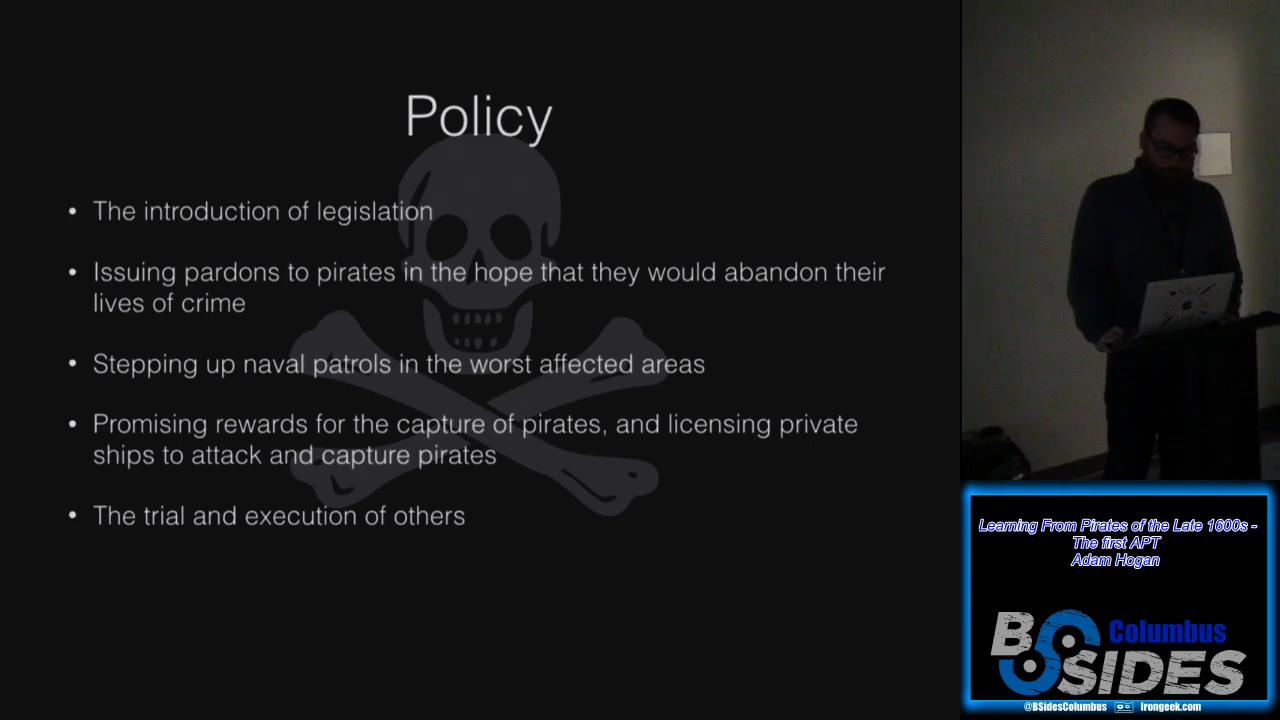 Policy
• The introduction of legislation
• Issuing pardons to pirates in the hope that they would abandon their
lives of crime
• Stepping up naval patrols in the worst affected areas
• Promising rewards for the capture of pirates, and licensing private
ships to attack and capture pirates
• The trial and execution of others
Learning From Pirates of the Late 1600s -
The first APT
Adam Hogan
BSIDES Columbus
@BSidesColumbus Irongeek.com